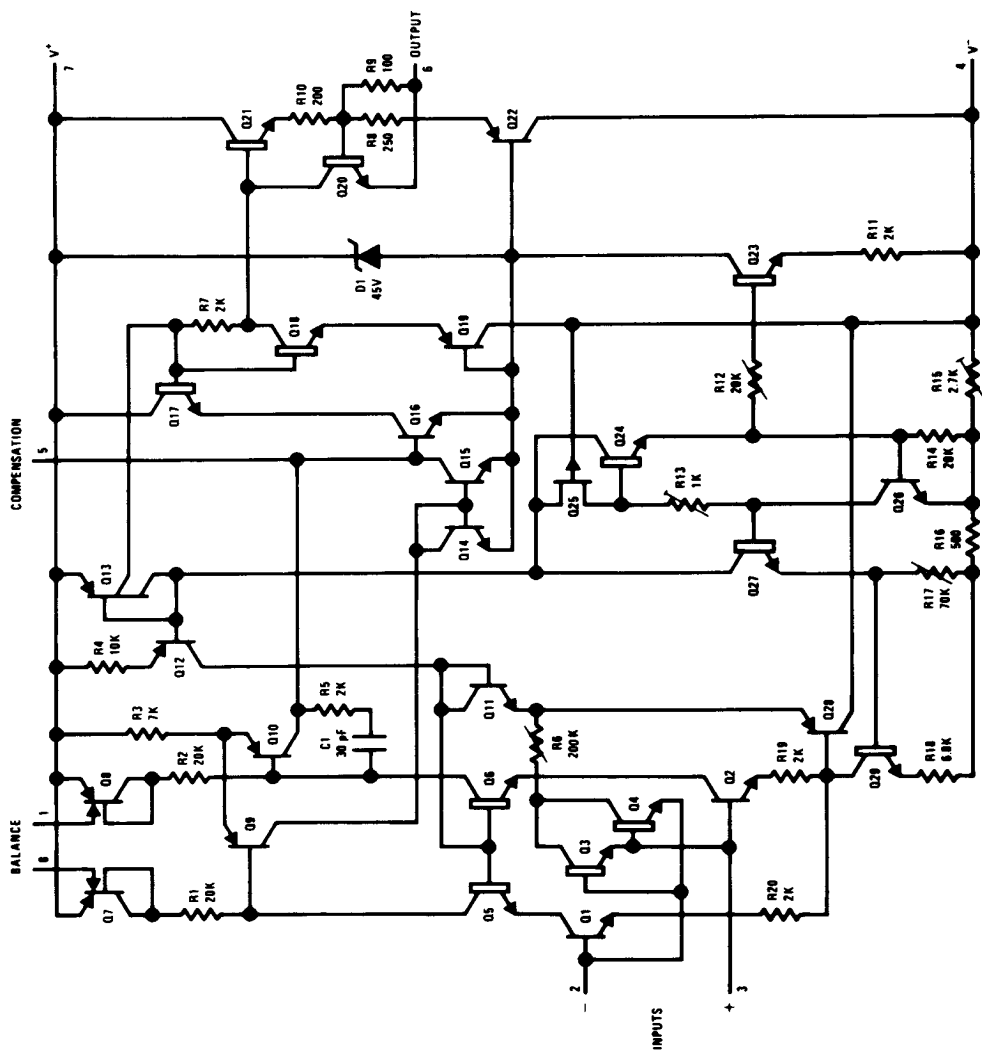 BALANCE
8
1
COMPENSATION
5
V+
7
Q7
Q8
R3
7K
R4
10K
Q13
R1
20K
R2
20K
Q9
Q10
Q12
R5
2K
C1
30 pF
Q17
R7
2K
Q18
Q19
D1
45V
Q21
R10
200
Q20
R8
250
R9
100
OUTPUT
6
Q22
Q14
Q15
Q16
Q5
Q6
Q11
R6
200K
Q3
Q4
Q1
Q2
2
−
INPUTS
+
3
R20
2K
R19
2K
Q28
Q29
R18
6.8K
Q25
Q24
R13
1K
Q27
Q26
R17
70K
R16
500
R14
20K
R15
2.7K
R12
20K
Q23
R11
2K
V−
4